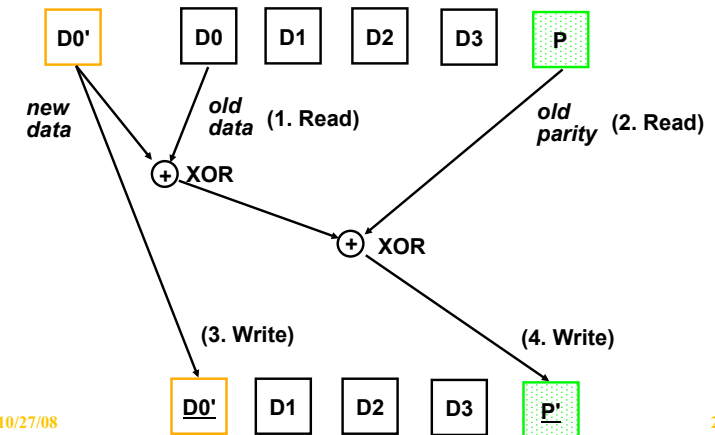 D0' D0 D1 D2 D3 P
new data
old data (1. Read)
old parity (2. Read)
+ XOR
+ XOR
(3. Write)
(4. Write)
D0' D1 D2 D3 P'
10/27/08
2